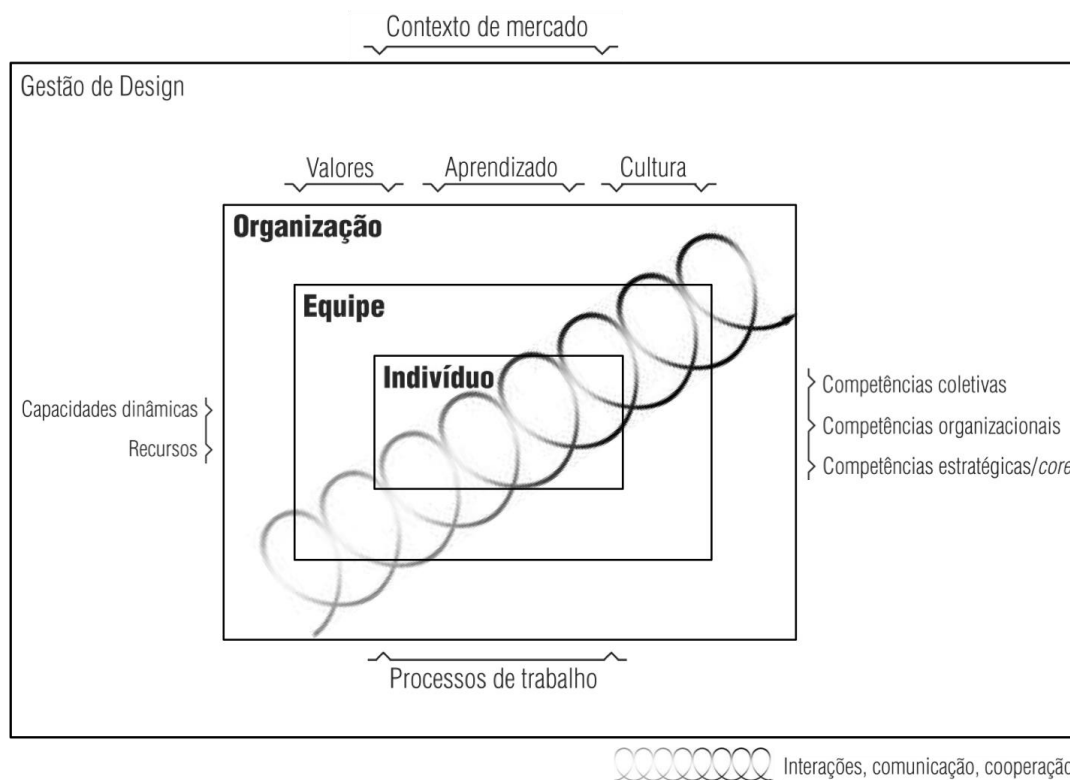 Contexto de mercado
Gestão de Design
Valores
Aprendizado
Cultura
Organização
Equipe
Indivíduo
Capacidades dinâmicas
Recursos
Competências coletivas
Competências organizacionais
Competências estratégicas/core
Processos de trabalho
Interações, comunicação, cooperação